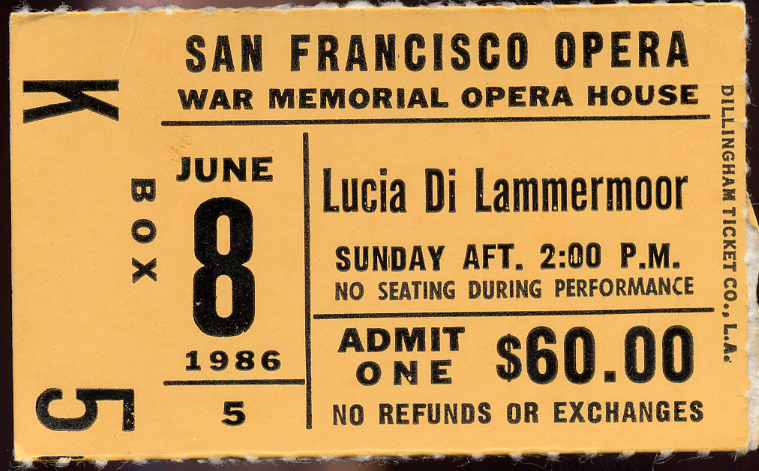 SAN FRANCISCO OPERA
WAR MEMORIAL OPERA HOUSE
K
BOX
5
JUNE
8
1986
5
Lucia Di Lammermoor
SUNDAY AFT. 2:00 P.M.
NO SEATING DURING PERFORMANCE
ADMIT
ONE
$60.00
NO REFUNDS OR EXCHANGES
DILLINGHAM TICKET CO., L.A.